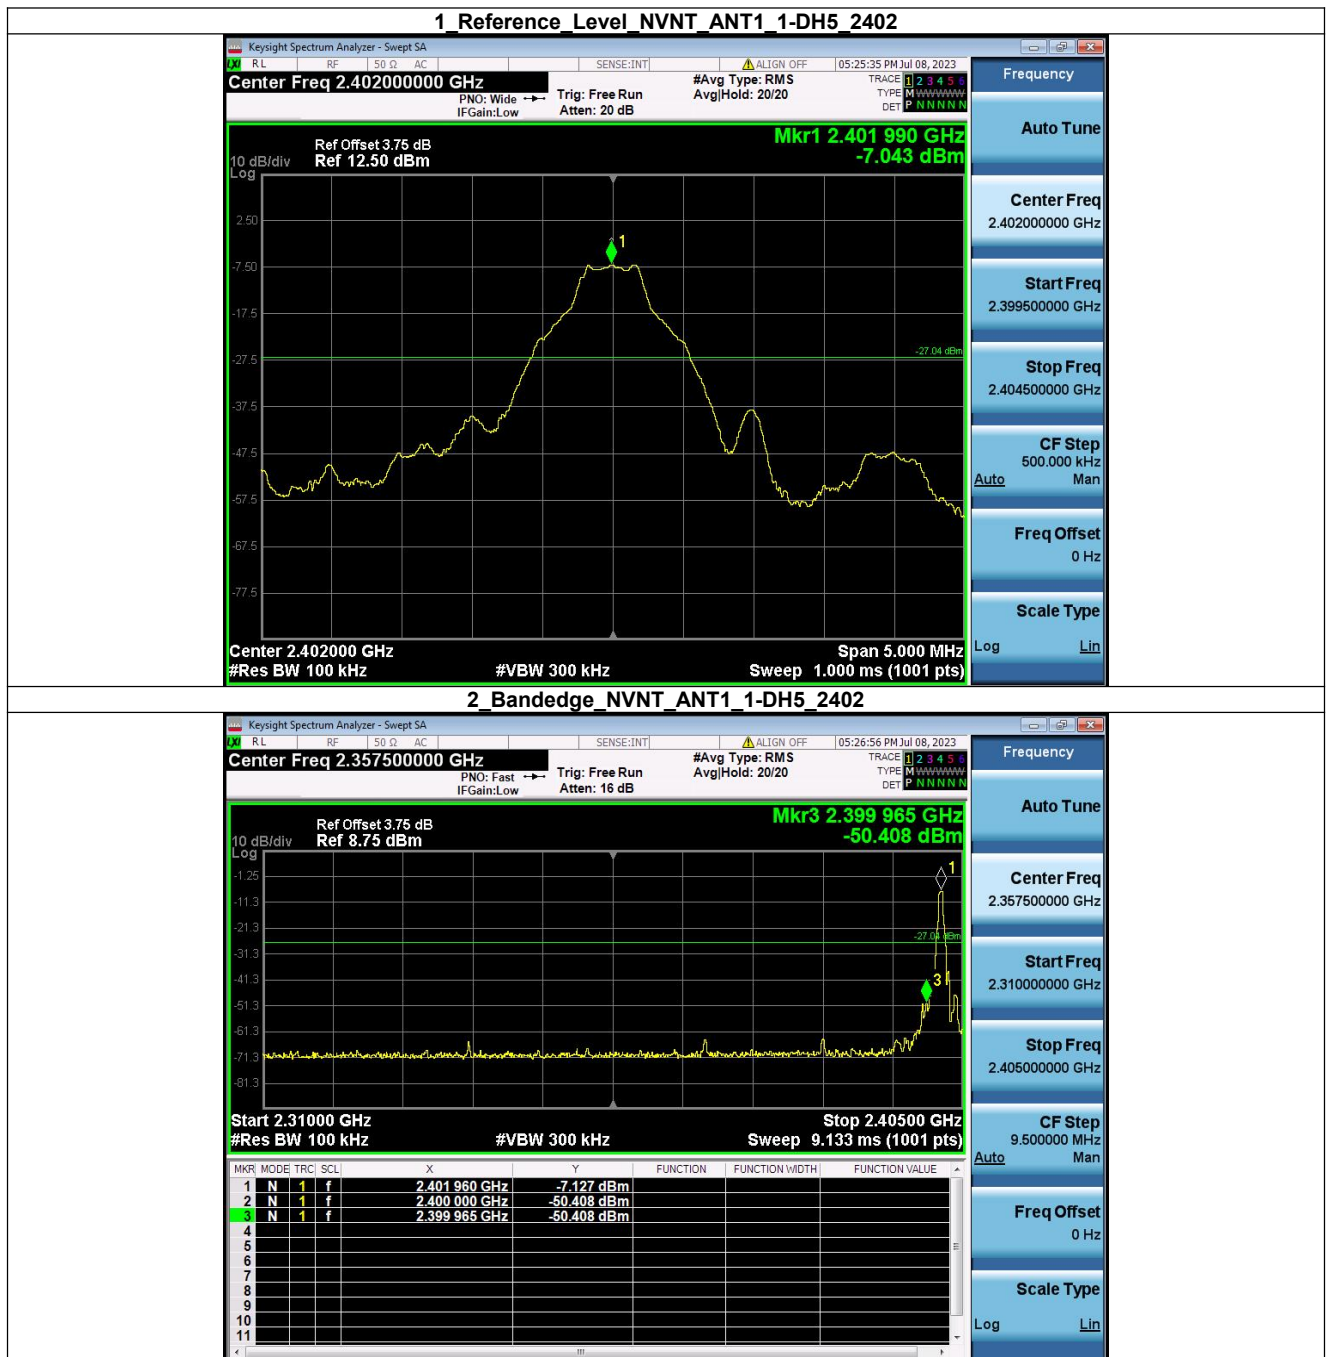 1_Reference_Level_NVNT_ANT1_1-DH5_2402
Keysight Spectrum Analyzer - Swept SA
LXI RL RF 50 Ω AC SENSE:INT ALIGN OFF 05:25:35 PM Jul 08, 2023
Center Freq 2.402000000 GHz
PNO: Wide
IFGain:Low
Trig: Free Run
Atten: 20 dB
#Avg Type: RMS
Avg|Hold: 20/20
TRACE 1 2 3 4 5 6
TYPE M WWWWW
DET P N N N N N
Mkr1 2.401 990 GHz
-7.043 dBm
Ref Offset 3.75 dB
10 dB/div Ref 12.50 dBm
Log
2.50
-7.50
-17.5
-27.5
-37.5
-47.5
-57.5
-67.5
-77.5
1
-27.04 dBm
Center 2.402000 GHz Span 5.000 MHz
#Res BW 100 kHz #VBW 300 kHz Sweep 1.000 ms (1001 pts)
Frequency
Auto Tune
Center Freq
2.402000000 GHz
Start Freq
2.399500000 GHz
Stop Freq
2.404500000 GHz
CF Step
500.000 kHz
Auto Man
Freq Offset
0 Hz
Scale Type
Log Lin
2_Bandedge_NVNT_ANT1_1-DH5_2402
Keysight Spectrum Analyzer - Swept SA
LXI RL RF 50 Ω AC SENSE:INT ALIGN OFF 05:26:56 PM Jul 08, 2023
Center Freq 2.357500000 GHz
PNO: Fast
IFGain:Low
Trig: Free Run
Atten: 16 dB
#Avg Type: RMS
Avg|Hold: 20/20
TRACE 1 2 3 4 5 6
TYPE M WWWWW
DET P N N N N N
Mkr3 2.399 965 GHz
-50.408 dBm
Ref Offset 3.75 dB
10 dB/div Ref 8.75 dBm
Log
-1.25
-11.3
-21.3
-31.3
-41.3
-51.3
-61.3
-71.3
-81.3
1
-27.04 dBm
3
Start 2.31000 GHz Stop 2.40500 GHz
#Res BW 100 kHz #VBW 300 kHz Sweep 9.133 ms (1001 pts)
MKR MODE TRC SCL X Y FUNCTION FUNCTION WIDTH FUNCTION VALUE
1 N 1 f 2.401 960 GHz -7.127 dBm
2 N 1 f 2.400 000 GHz -50.408 dBm
3 N 1 f 2.399 965 GHz -50.408 dBm
4
5
6
7
8
9
10
11
Frequency
Auto Tune
Center Freq
2.357500000 GHz
Start Freq
2.310000000 GHz
Stop Freq
2.405000000 GHz
CF Step
9.500000 MHz
Auto Man
Freq Offset
0 Hz
Scale Type
Log Lin